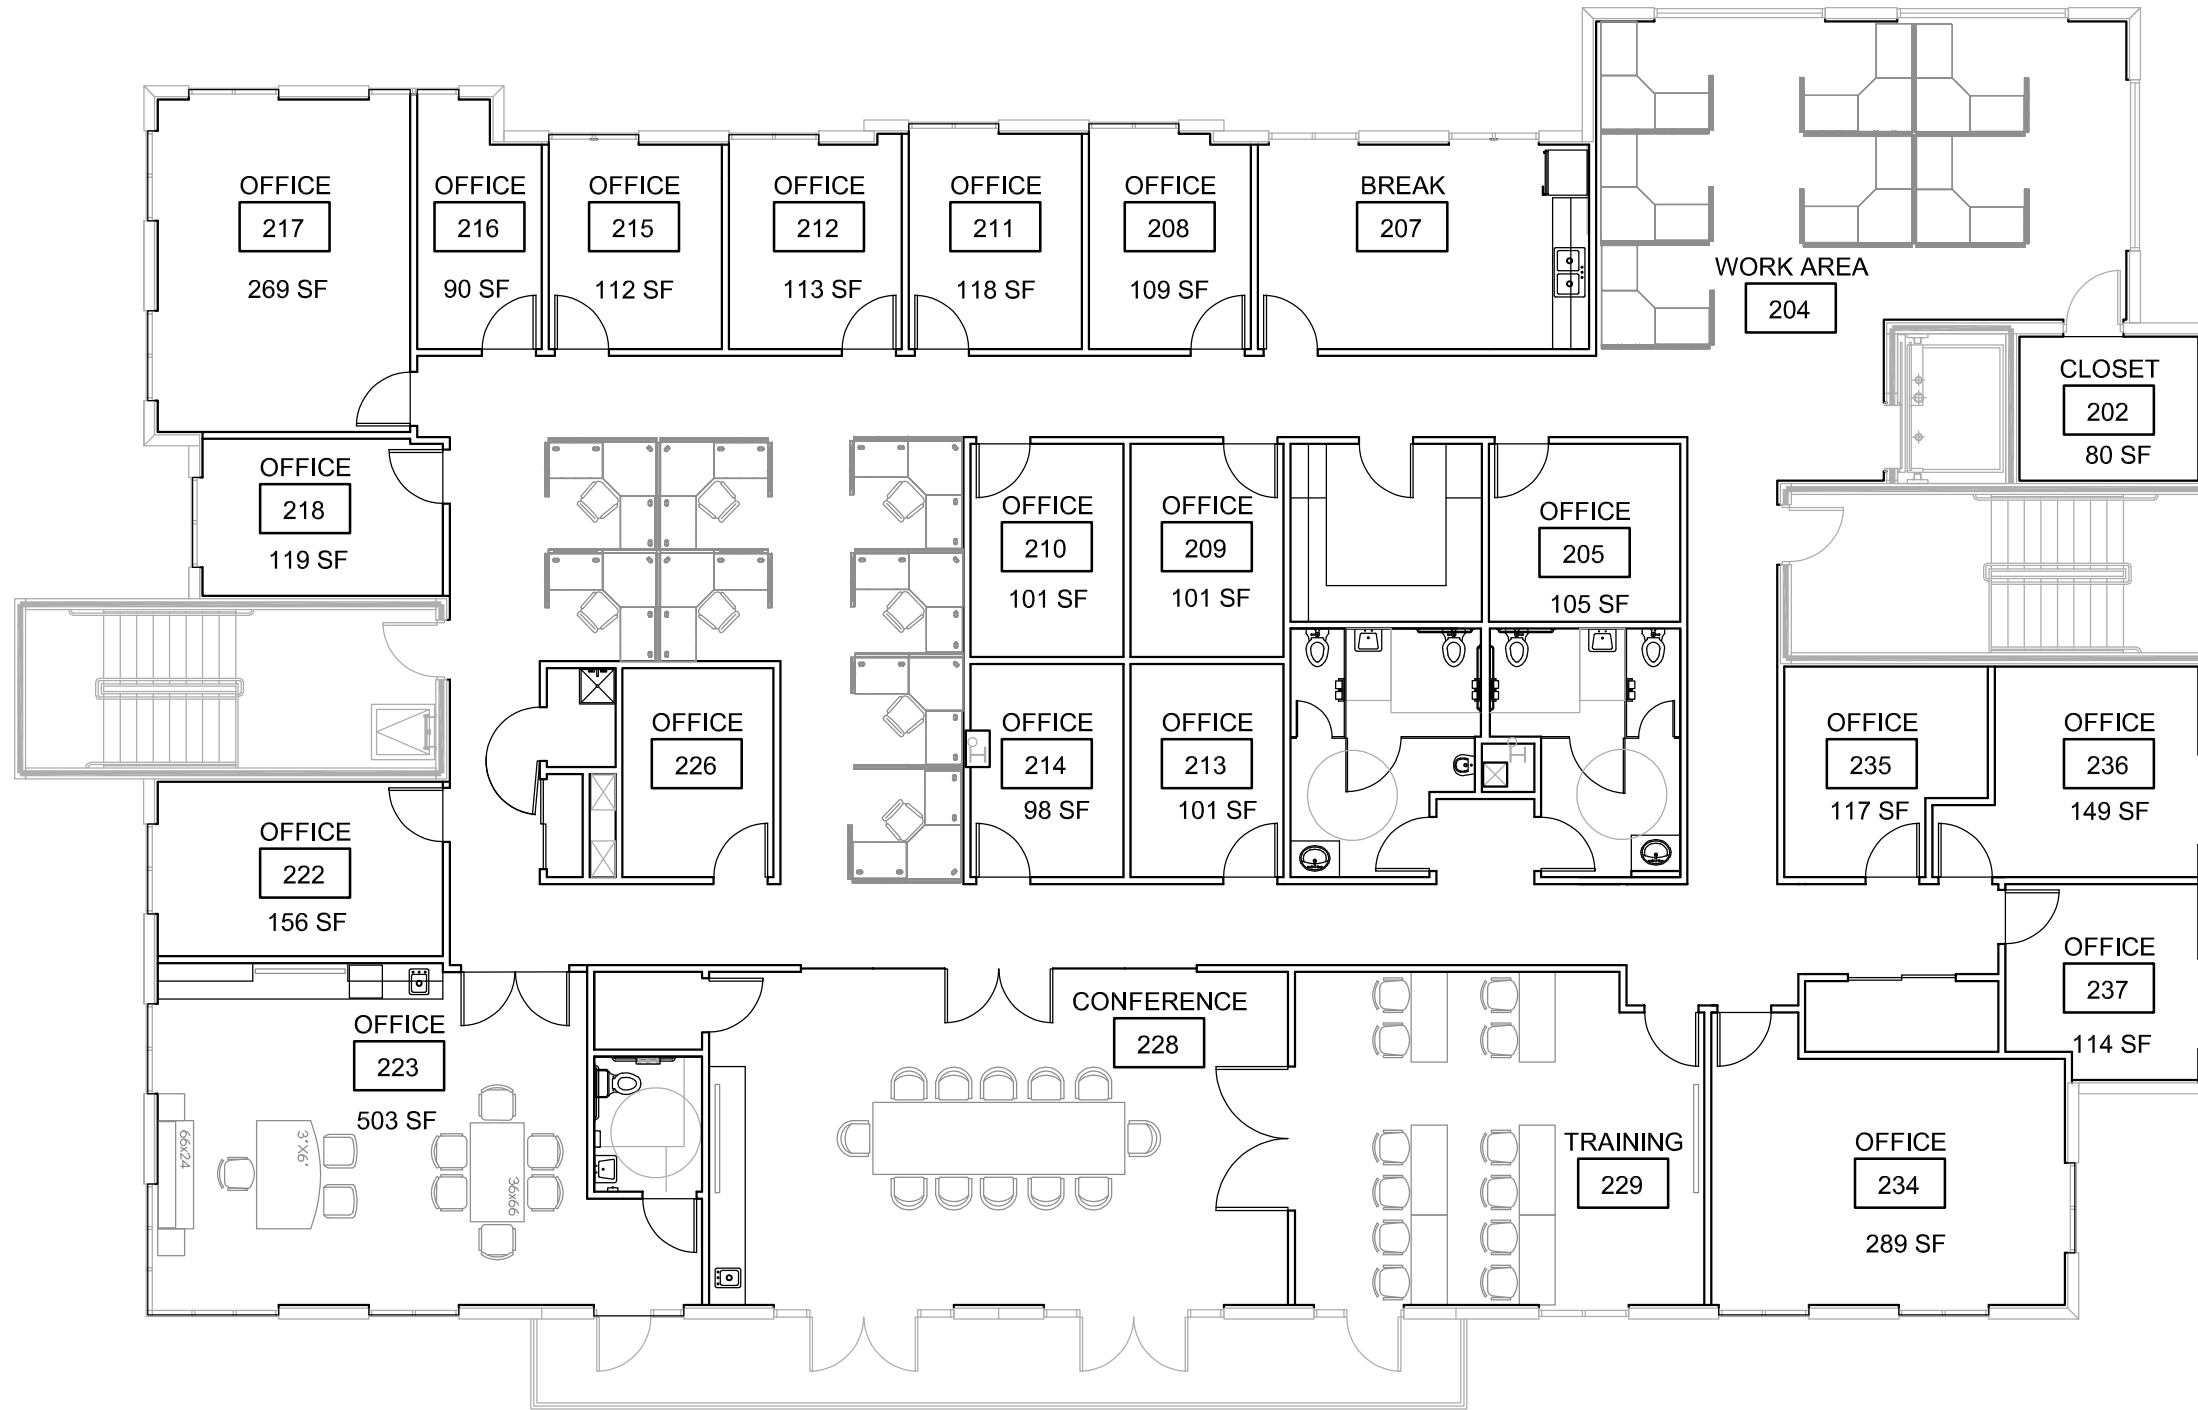 OFFICE
217
269 SF
OFFICE
216
90 SF
OFFICE
215
112 SF
OFFICE
212
113 SF
OFFICE
211
118 SF
OFFICE
208
109 SF
BREAK
207
WORK AREA
204
CLOSET
202
80 SF
OFFICE
218
119 SF
OFFICE
210
101 SF
OFFICE
209
101 SF
OFFICE
205
105 SF
OFFICE
226
OFFICE
214
98 SF
OFFICE
213
101 SF
OFFICE
235
117 SF
OFFICE
236
149 SF
OFFICE
222
156 SF
OFFICE
237
114 SF
OFFICE
223
503 SF
66x24
3'X6'
36x66
CONFERENCE
228
TRAINING
229
OFFICE
234
289 SF